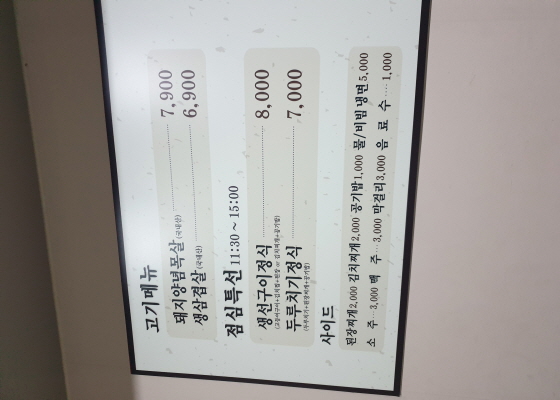 고기메뉴
돼지양념목살(국내산) 7,900
생삼겹살(국내산) 6,900
점심특선 11:30 ~ 15:00
생선구이정식 8,000
두루치기정식 7,000
사이드
된장찌개2,000 김치찌개2,000 공기밥1,000 물/비빔냉면5,000
소 주 ··· 3,000 맥 주 ··· 3,000 막걸리3,000 음 료 수 ···· 1,000